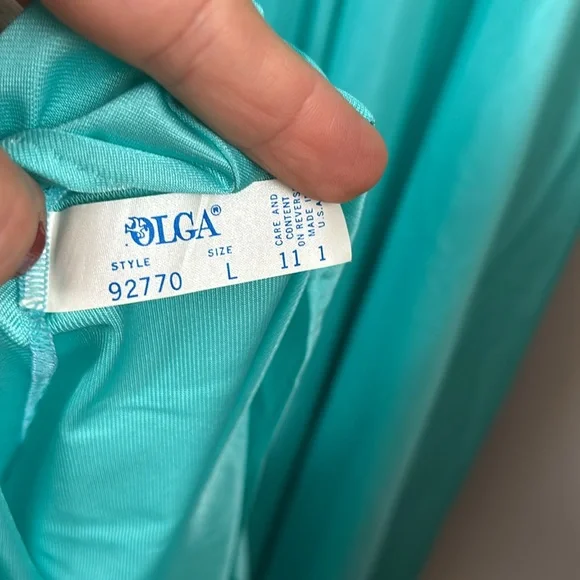 OLGA®
STYLE
92770
SIZE
L
11 1
CARE AND
CONTENT
ON REVERS
MADE I
U.S.A